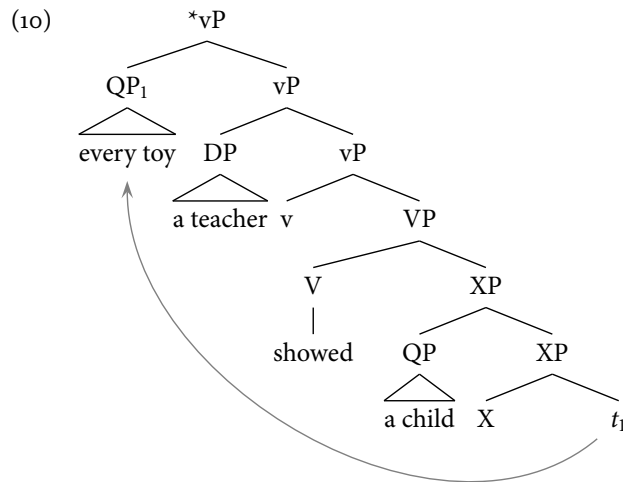 (10) *vP
QP₁ vP
every toy DP vP
a teacher v VP
V XP
showed QP XP
a child X t₁